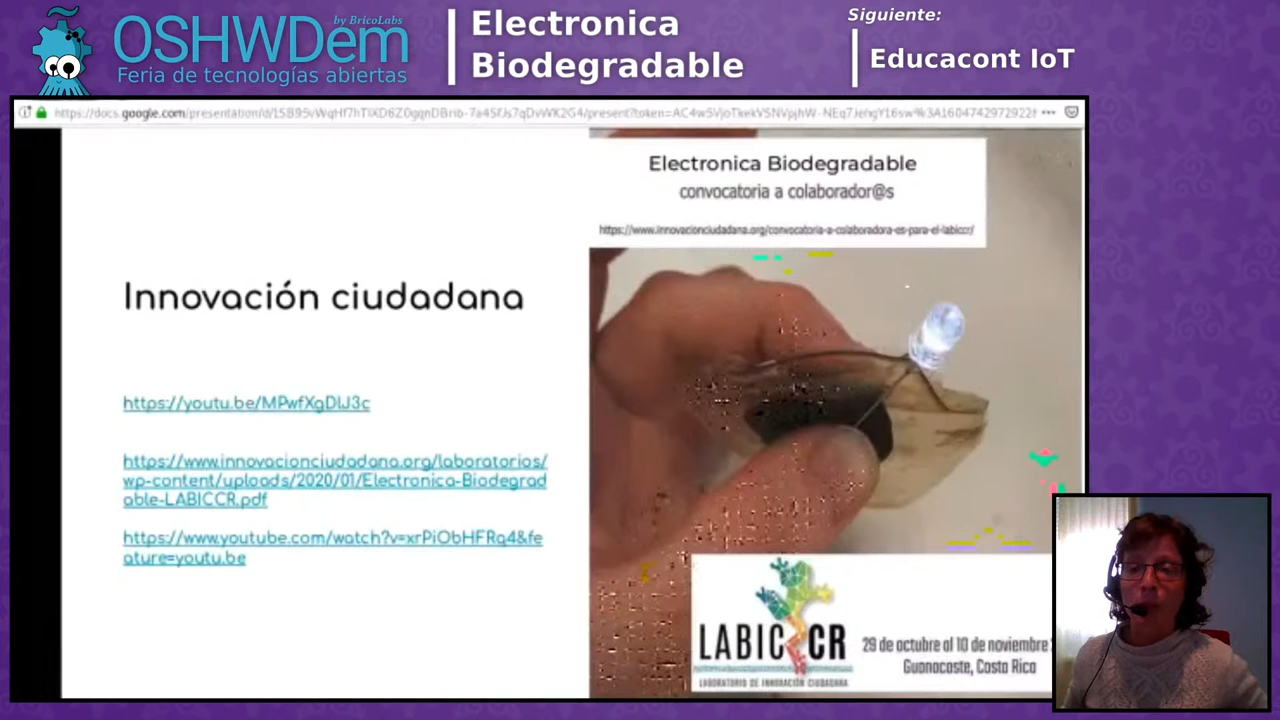 OSHWDem
by BricoLabs
Feria de tecnologías abiertas
Electronica
Biodegradable
Siguiente:
Educacont IoT
Electronica Biodegradable
convocatoria a colaborador@s
https://www.innovacionciudadana.org/convocatoria-a-colaboradora-es-para-el-labiccr/
Innovación ciudadana
https://youtu.be/MPwfXgDlJ3c
https://www.innovacionciudadana.org/laboratorios/
wp-content/uploads/2020/01/Electronica-Biodegrad
able-LABICCR.pdf
https://www.youtube.com/watch?v=xrPiObHFRq4&fe
ature=youtu.be
LABICCR
LABORATORIO DE INNOVACIÓN CIUDADANA
29 de octubre al 10 de noviembre
Guanacaste, Costa Rica